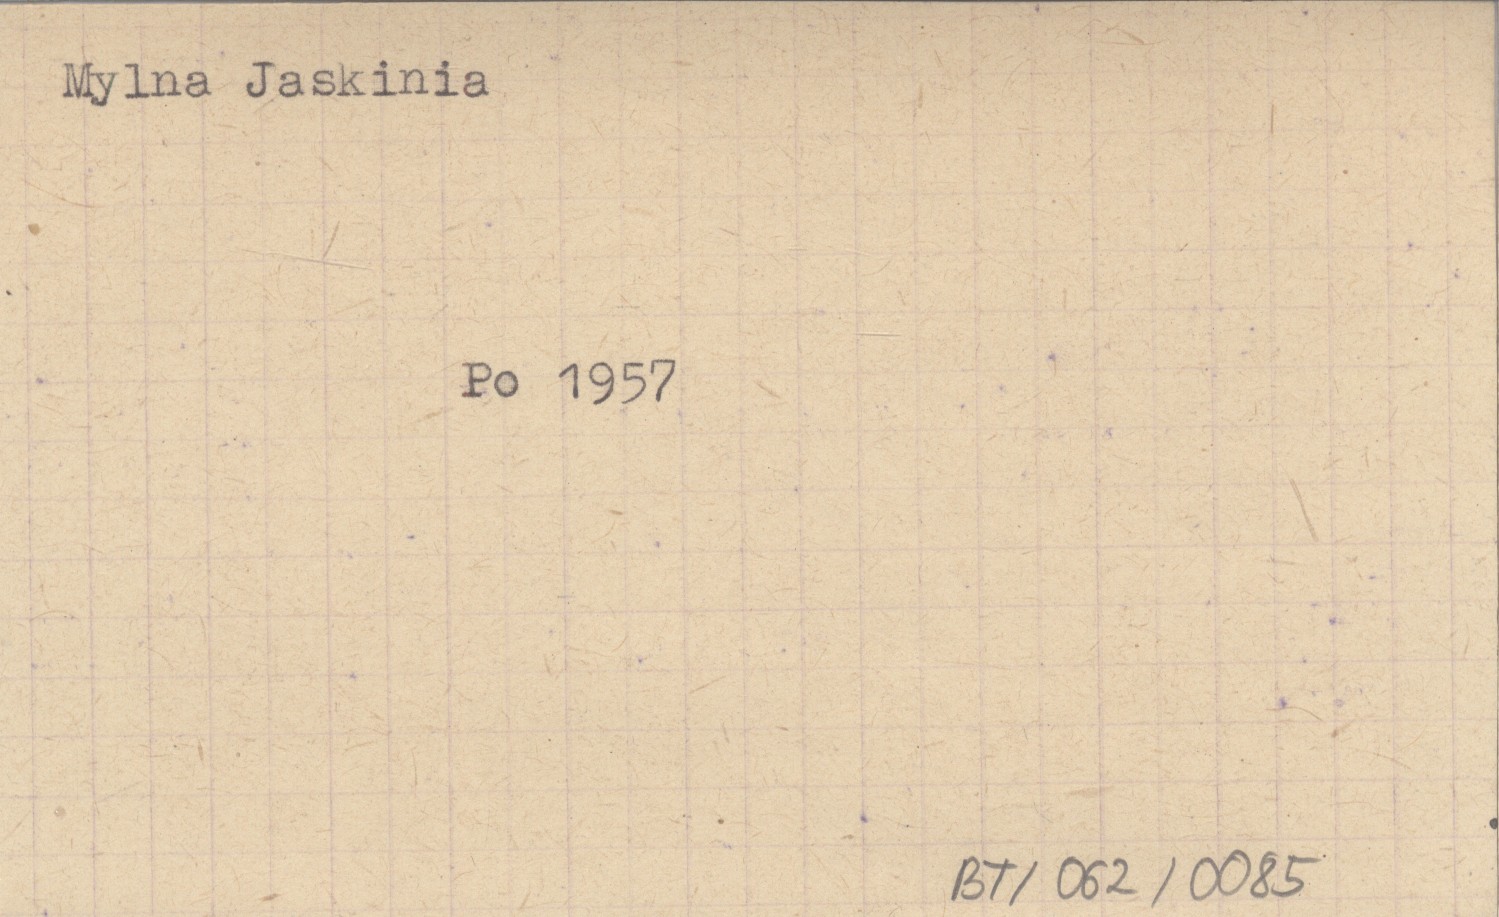 Mylna Jaskinia
Po 1957
BT/ 062 / 0085